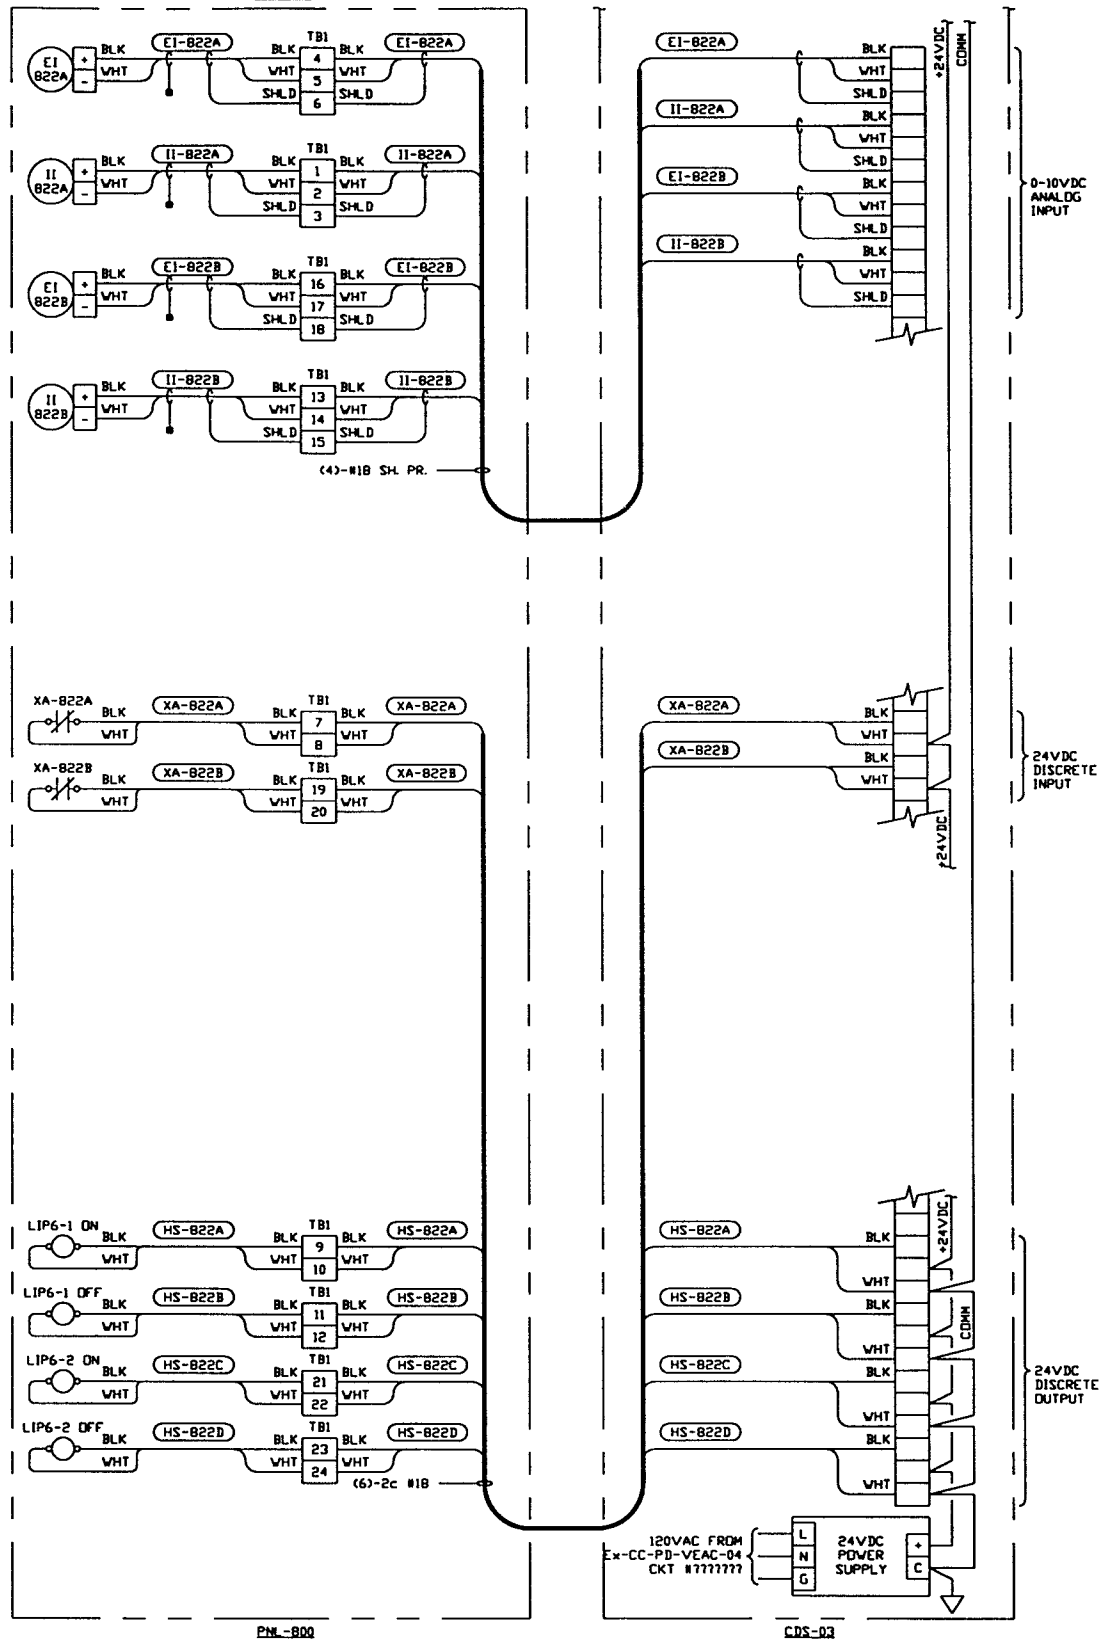 EI-822A
TB1
EI
822A
+
-
BLK
WHT
BLK
WHT
SHLD
4
5
6
BLK
WHT
SHLD
EI-822A
II-822A
TB1
II
822A
+
-
BLK
WHT
BLK
WHT
SHLD
1
2
3
BLK
WHT
SHLD
II-822A
EI-822B
TB1
EI
822B
+
-
BLK
WHT
BLK
WHT
SHLD
16
17
18
BLK
WHT
SHLD
EI-822B
II-822B
TB1
II
822B
+
-
BLK
WHT
BLK
WHT
SHLD
13
14
15
BLK
WHT
SHLD
II-822B
(4)-#18 SH. PR.
EI-822A
BLK
WHT
SHLD
II-822A
BLK
WHT
SHLD
EI-822B
BLK
WHT
SHLD
II-822B
BLK
WHT
SHLD
+24VDC
COMM
0-10VDC
ANALOG
INPUT
XA-822A
BLK
WHT
XA-822A
TB1
BLK
WHT
7
8
BLK
WHT
XA-822A
XA-822B
BLK
WHT
XA-822B
TB1
BLK
WHT
19
20
BLK
WHT
XA-822B
XA-822A
BLK
WHT
XA-822B
BLK
WHT
+24VDC
24VDC
DISCRETE
INPUT
LIP6-1 ON
BLK
WHT
HS-822A
TB1
BLK
WHT
9
10
BLK
WHT
HS-822A
LIP6-1 OFF
BLK
WHT
HS-822B
TB1
BLK
WHT
11
12
BLK
WHT
HS-822B
LIP6-2 ON
BLK
WHT
HS-822C
TB1
BLK
WHT
21
22
BLK
WHT
HS-822C
LIP6-2 OFF
BLK
WHT
HS-822D
TB1
BLK
WHT
23
24
BLK
WHT
HS-822D
(6)-2c #18
HS-822A
BLK
WHT
HS-822B
BLK
WHT
HS-822C
BLK
WHT
HS-822D
BLK
WHT
+24VDC
COMM
24VDC
DISCRETE
OUTPUT
120VAC FROM
Ex-CC-PD-VEAC-04
CKT #???????
L
N
G
24VDC
POWER
SUPPLY
+
C
PNL-800
CDS-03